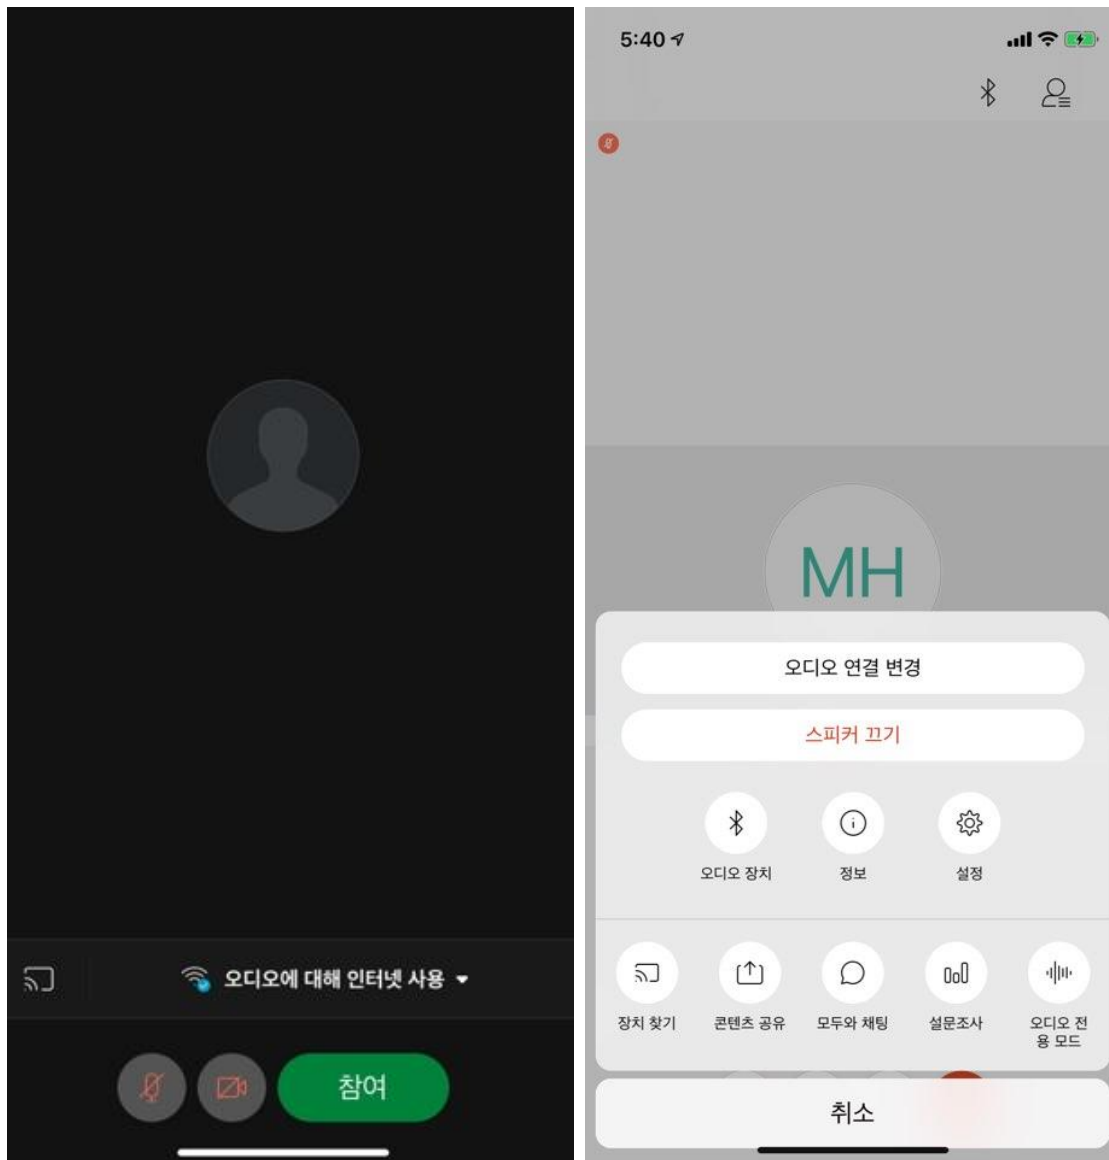 오디오에 대해 인터넷 사용
참여
5:40
MH
오디오 연결 변경
스피커 끄기
오디오 장치
정보
설정
장치 찾기
콘텐츠 공유
모두와 채팅
설문조사
오디오 전
용 모드
취소